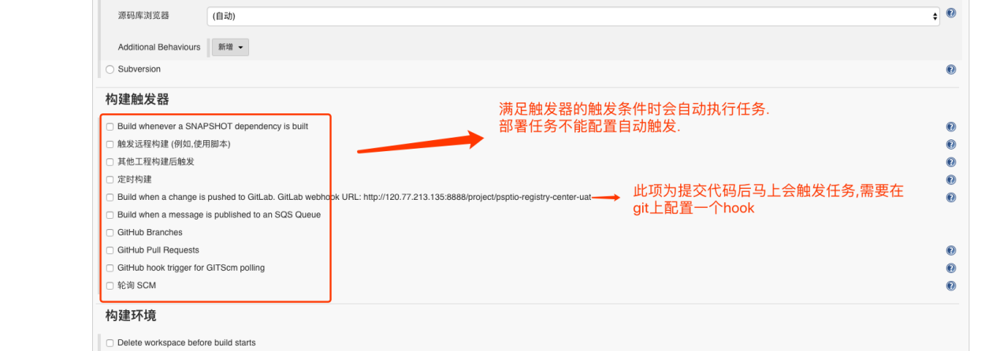 源码库浏览器
(自动)
Additional Behaviours
新增
Subversion
构建触发器
满足触发器的触发条件时会自动执行任务.
部署任务不能配置自动触发.
Build whenever a SNAPSHOT dependency is built
触发远程构建 (例如,使用脚本)
其他工程构建后触发
定时构建
Build when a change is pushed to GitLab. GitLab webhook URL: http://120.77.213.135:8888/project/psptio-registry-center-uat
此项为提交代码后马上会触发任务,需要在
git上配置一个hook
Build when a message is published to an SQS Queue
GitHub Branches
GitHub Pull Requests
GitHub hook trigger for GITScm polling
轮询 SCM
构建环境
Delete workspace before build starts